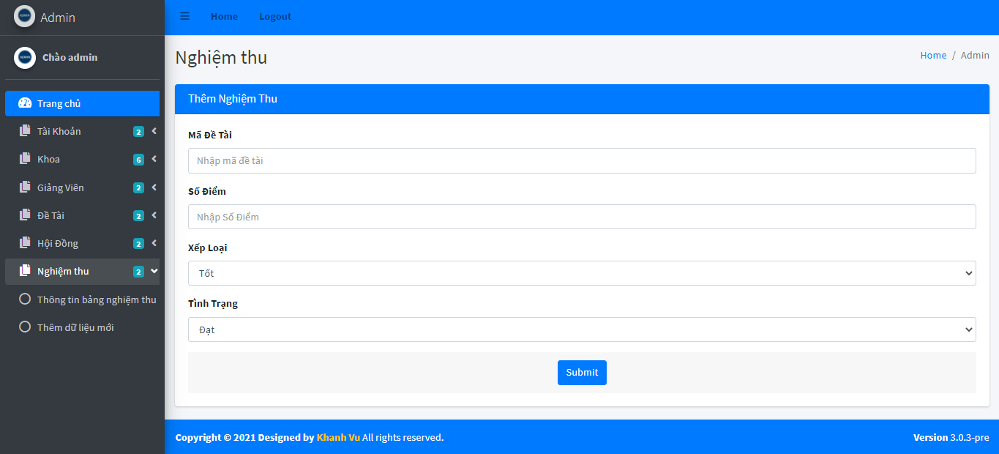 Admin
Home Logout
Chào admin
Trang chủ
Tài Khoản 2
Khoa 6
Giảng Viên 2
Đề Tài 2
Hội Đồng 2
Nghiệm thu 2
Thông tin bảng nghiệm thu
Thêm dữ liệu mới
Nghiệm thu
Home / Admin
Thêm Nghiệm Thu
Mã Đề Tài
Nhập mã đề tài
Số Điểm
Nhập Số Điểm
Xếp Loại
Tốt
Tình Trạng
Đạt
Submit
Copyright © 2021 Designed by Khanh Vu All rights reserved.
Version 3.0.3-pre